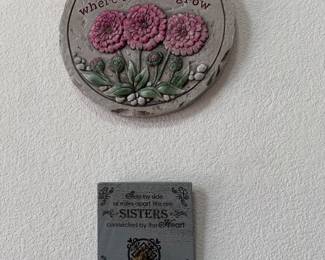 where
grow
Side by side
or miles apart We are
SISTERS
connected by the Heart